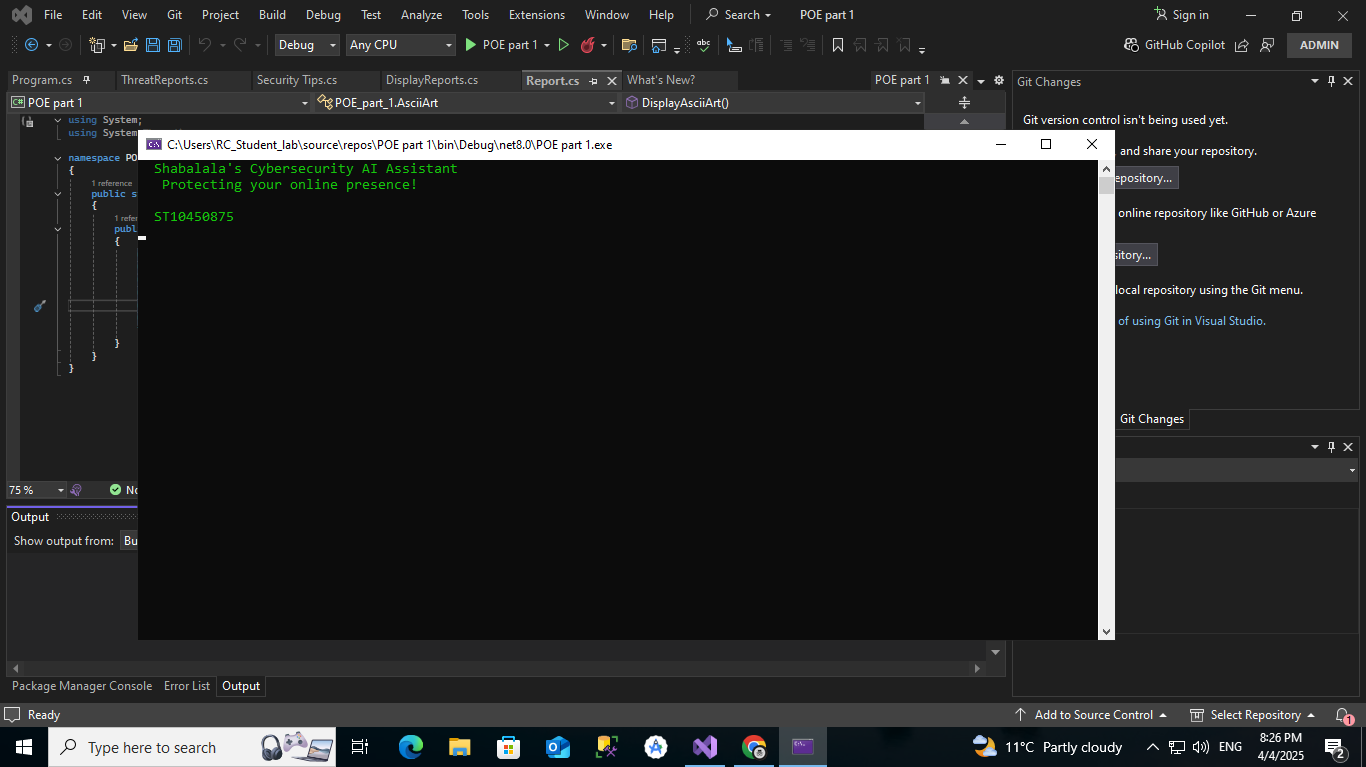 File Edit View Git Project Build Debug Test Analyze Tools Extensions Window Help Search POE part 1 Sign in
Debug Any CPU POE part 1 GitHub Copilot ADMIN
Program.cs ThreatReports.cs Security Tips.cs DisplayReports.cs Report.cs What's New? POE part 1
Git Changes
POE part 1 POE_part_1.AsciiArt DisplayAsciiArt()
using System;
using System
Git version control isn't being used yet.
C:\Users\RC_Student_lab\source\repos\POE part 1\bin\Debug\net8.0\POE part 1.exe
, and share your repository.
namespace PO
{
1 reference
public s
{
1 refer
publ
{
}
}
}
Shabalala's Cybersecurity AI Assistant
Protecting your online presence!
ST10450875
epository...
online repository like GitHub or Azure
sitory...
local repository using the Git menu.
of using Git in Visual Studio.
Git Changes
75 % No
Output
Show output from: Bu
Package Manager Console Error List Output
Ready Add to Source Control Select Repository 1
Type here to search 11°C Partly cloudy ENG 8:26 PM
4/4/2025 2